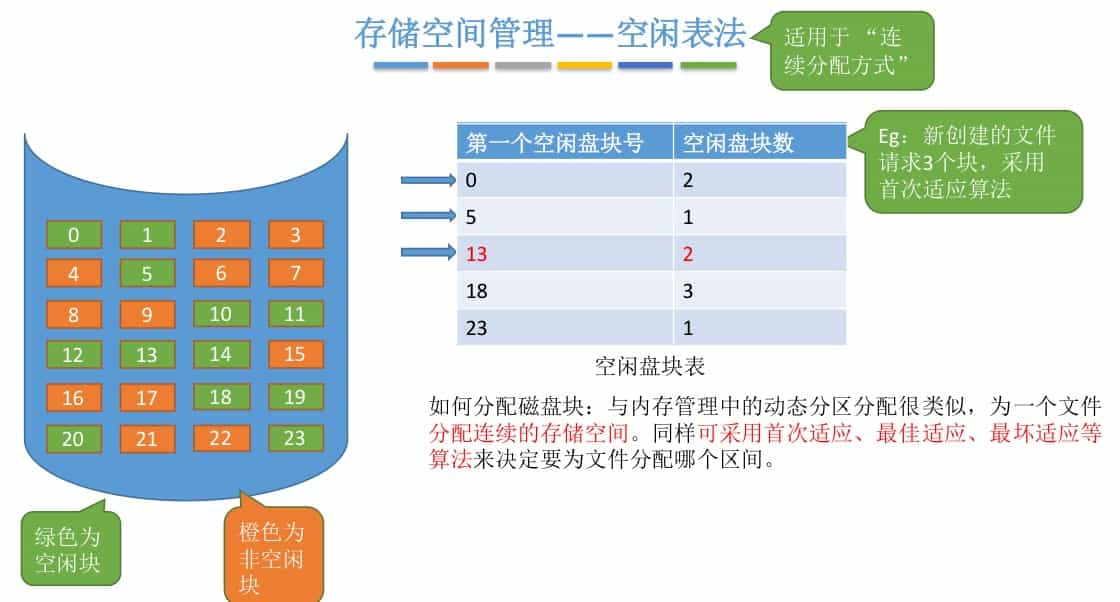 存储空间管理——空闲表法
适用于 “连
续分配方式”
第一个空闲盘块号 空闲盘块数
0 2
5 1
13 2
18 3
23 1
空闲盘块表
Eg：新创建的文件
请求3个块，采用
首次适应算法
0 1 2 3
4 5 6 7
8 9 10 11
12 13 14 15
16 17 18 19
20 21 22 23
如何分配磁盘块：与内存管理中的动态分区分配很类似，为一个文件
分配连续的存储空间。同样可采用首次适应、最佳适应、最坏适应等
算法来决定要为文件分配哪个区间。
绿色为
空闲块
橙色为
非空闲
块